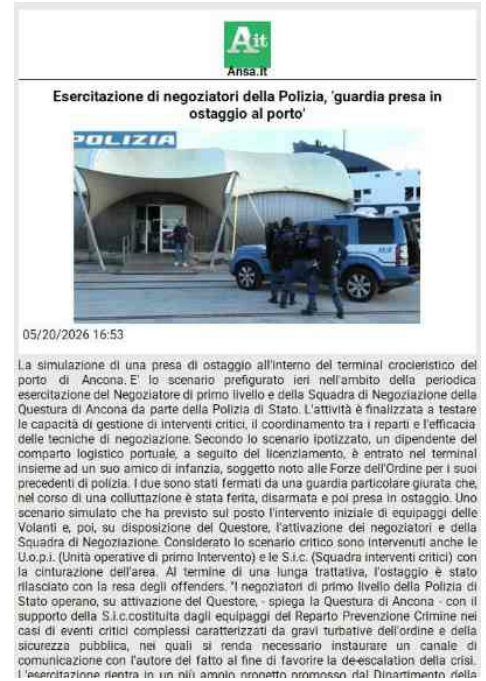 Ait
Ansa.it
Esercitazione di negoziatori della Polizia, 'guardia presa in
ostaggio al porto'
POLIZIA
05/20/2026 16:53
La simulazione di una presa di ostaggio all'interno del terminal crocieristico del
porto di Ancona. E' lo scenario prefigurato ieri nell'ambito della periodica
esercitazione del Negoziatore di primo livello e della Squadra di Negoziazione della
Questura di Ancona da parte della Polizia di Stato. L'attività è finalizzata a testare
le capacità di gestione di interventi critici, il coordinamento tra i reparti e l'efficacia
delle tecniche di negoziazione. Secondo lo scenario ipotizzato, un dipendente del
comparto logistico portuale, a seguito del licenziamento, è entrato nel terminal
insieme ad un suo amico di infanzia, soggetto noto alle Forze dell'Ordine per i suoi
precedenti di polizia. I due sono stati fermati da una guardia particolare giurata che,
nel corso di una colluttazione è stata ferita, disarmata e poi presa in ostaggio. Uno
scenario simulato che ha previsto sul posto l'intervento iniziale di equipaggi delle
Volanti e, poi, su disposizione del Questore, l'attivazione dei negoziatori e della
Squadra di Negoziazione. Considerato lo scenario critico sono intervenuti anche le
U.o.p.i. (Unità operative di primo Intervento) e le S.i.c. (Squadra interventi critici) con
la cinturazione dell'area. Al termine di una lunga trattativa, l'ostaggio è stato
rilasciato con la resa degli offenders. "I negoziatori di primo livello della Polizia di
Stato operano, su attivazione del Questore, - spiega la Questura di Ancona - con il
supporto della S.i.c.costituita dagli equipaggi del Reparto Prevenzione Crimine nei
casi di eventi critici complessi caratterizzati da gravi turbative dell'ordine e della
sicurezza pubblica, nei quali si renda necessario instaurare un canale di
comunicazione con l'autore del fatto al fine di favorire la de-escalation della crisi.
L'esercitazione rientra in un più ampio progetto promosso dal Dipartimento della